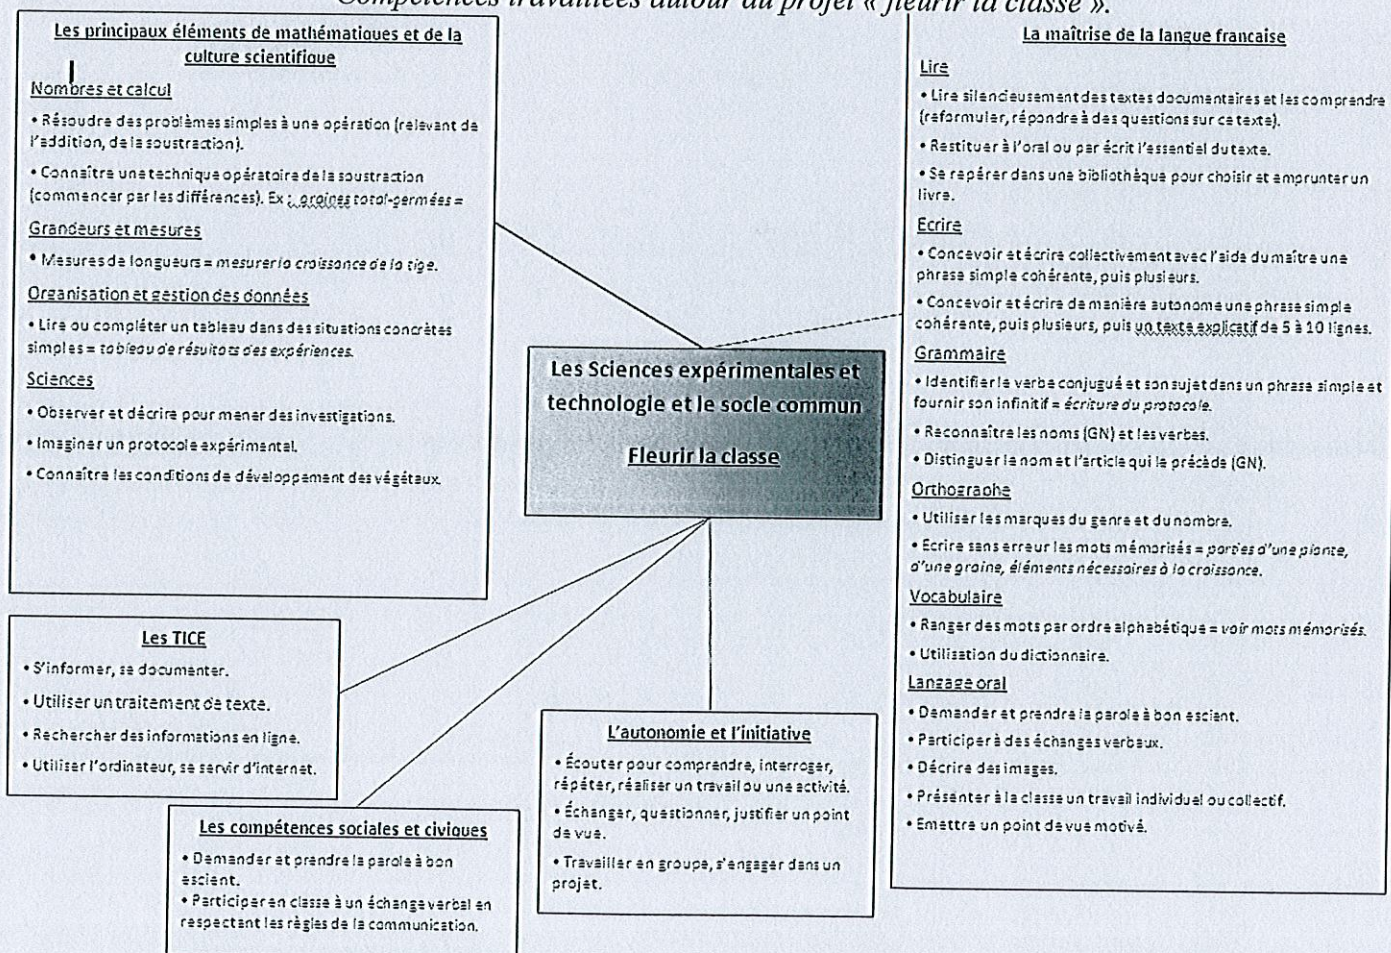 Compétences travaillées autour du projet « fleurir la classe ».
Les principaux éléments de mathématiques et de la
culture scientifique
Nombres et calcul
• Résoudre des problèmes simples à une opération (relevant de
l'addition, de la soustraction).
• Connaître une technique opératoire de la soustraction
(commencer par les différences). Ex : graines total-germées =
Grandeurs et mesures
• Mesures de longueurs = mesurer la croissance de la tige.
Organisation et gestion des données
• Lire ou compléter un tableau dans des situations concrètes
simples = tableau de résultats des expériences.
Sciences
• Observer et décrire pour mener des investigations.
• Imaginer un protocole expérimental.
• Connaître les conditions de développement des végétaux.
La maîtrise de la langue francaise
Lire
• Lire silencieusement des textes documentaires et les comprendre
(reformuler, répondre à des questions sur ce texte).
• Restituer à l'oral ou par écrit l'essentiel du texte.
• Se repérer dans une bibliothèque pour choisir et emprunter un
livre.
Ecrire
• Concevoir et écrire collectivement avec l'aide du maître une
phrase simple cohérente, puis plusieurs.
• Concevoir et écrire de manière autonome une phrase simple
cohérente, puis plusieurs, puis un texte explicatif de 5 à 10 lignes.
Grammaire
• Identifier le verbe conjugué et son sujet dans un phrase simple et
fournir son infinitif = écriture du protocole.
• Reconnaître les noms (GN) et les verbes.
• Distinguer le nom et l'article qui le précède (GN).
Orthographe
• Utiliser les marques du genre et du nombre.
• Ecrire sans erreur les mots mémorisés = parties d'une plante,
d'une graine, éléments nécessaires à la croissance.
Vocabulaire
• Ranger des mots par ordre alphabétique = voir mots mémorisés.
• Utilisation du dictionnaire.
Langage oral
• Demander et prendre la parole à bon escient.
• Participer à des échanges verbaux.
• Décrire des images.
• Présenter à la classe un travail individuel ou collectif.
• Emettre un point de vue motivé.
Les Sciences expérimentales et
technologie et le socle commun
Fleurir la classe
Les TICE
• S'informer, se documenter.
• Utiliser un traitement de texte.
• Rechercher des informations en ligne.
• Utiliser l'ordinateur, se servir d'internet.
L'autonomie et l'initiative
• Écouter pour comprendre, interroger,
répéter, réaliser un travail ou une activité.
• Échanger, questionner, justifier un point
de vue.
• Travailler en groupe, s'engager dans un
projet.
Les compétences sociales et civiques
• Demander et prendre la parole à bon
escient.
• Participer en classe à un échange verbal en
respectant les règles de la communication.